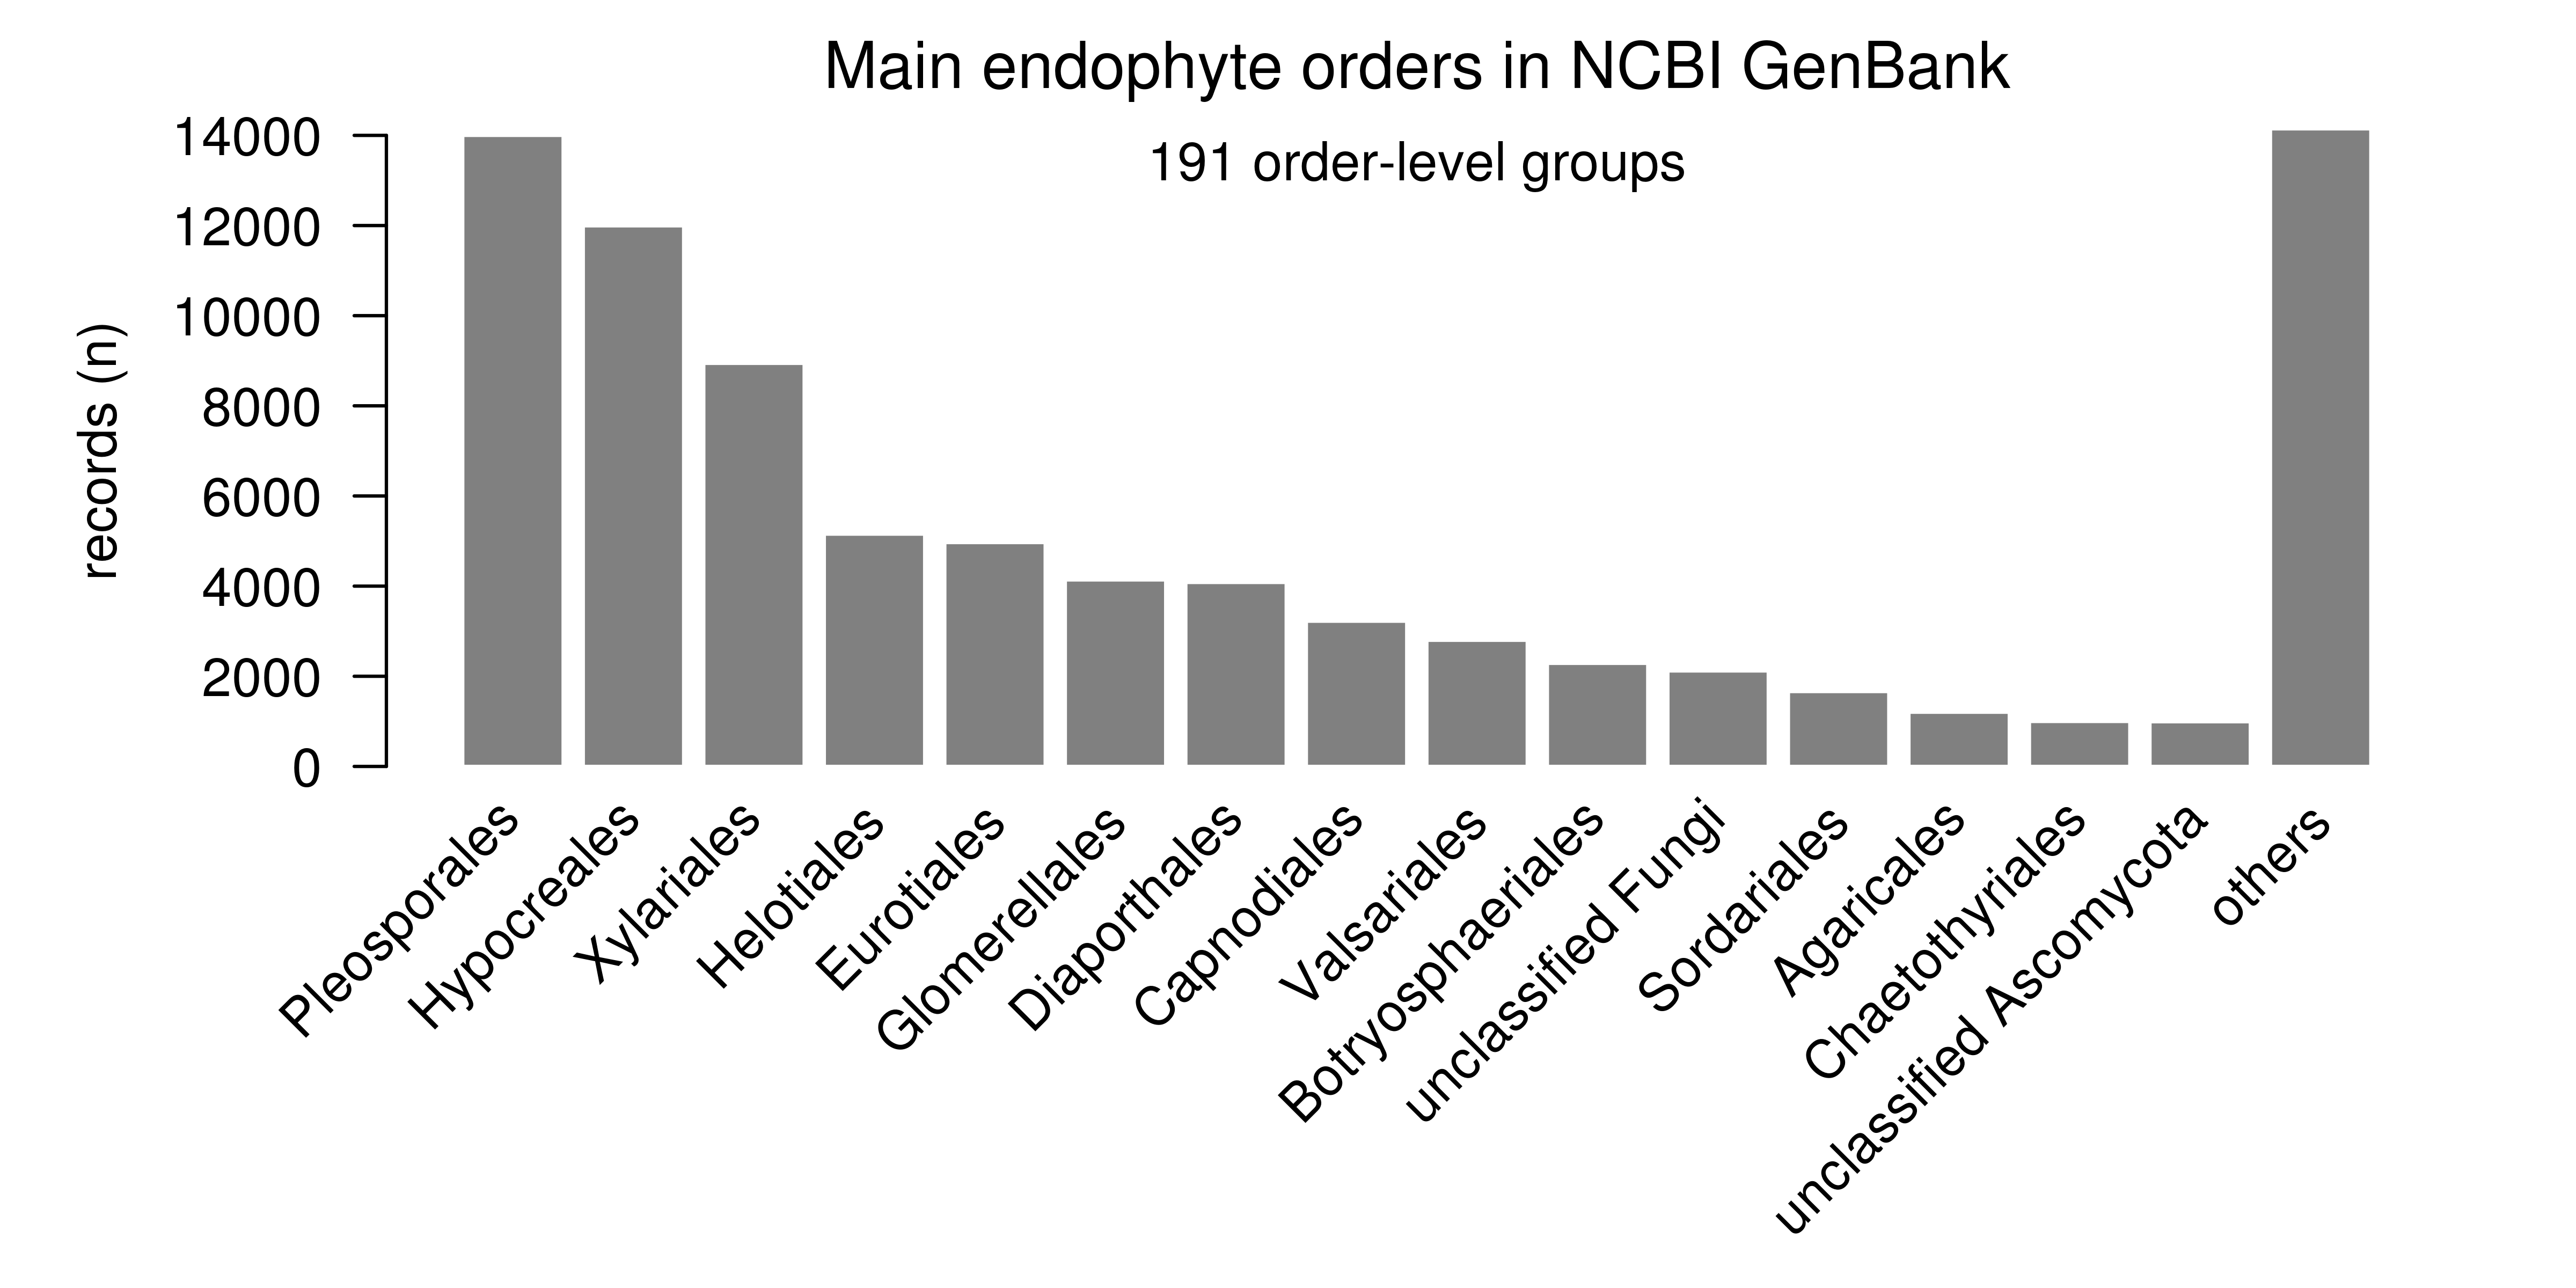 Main endophyte orders in NCBI GenBank
191 order-level groups
records (n)
14000
12000
10000
8000
6000
4000
2000
0
Pleosporales
Hypocreales
Xylariales
Helotiales
Eurotiales
Glomerellales
Diaporthales
Capnodiales
Valsariales
Botryosphaeriales
unclassified Fungi
Sordariales
Agaricales
Chaetothyriales
unclassified Ascomycota
others